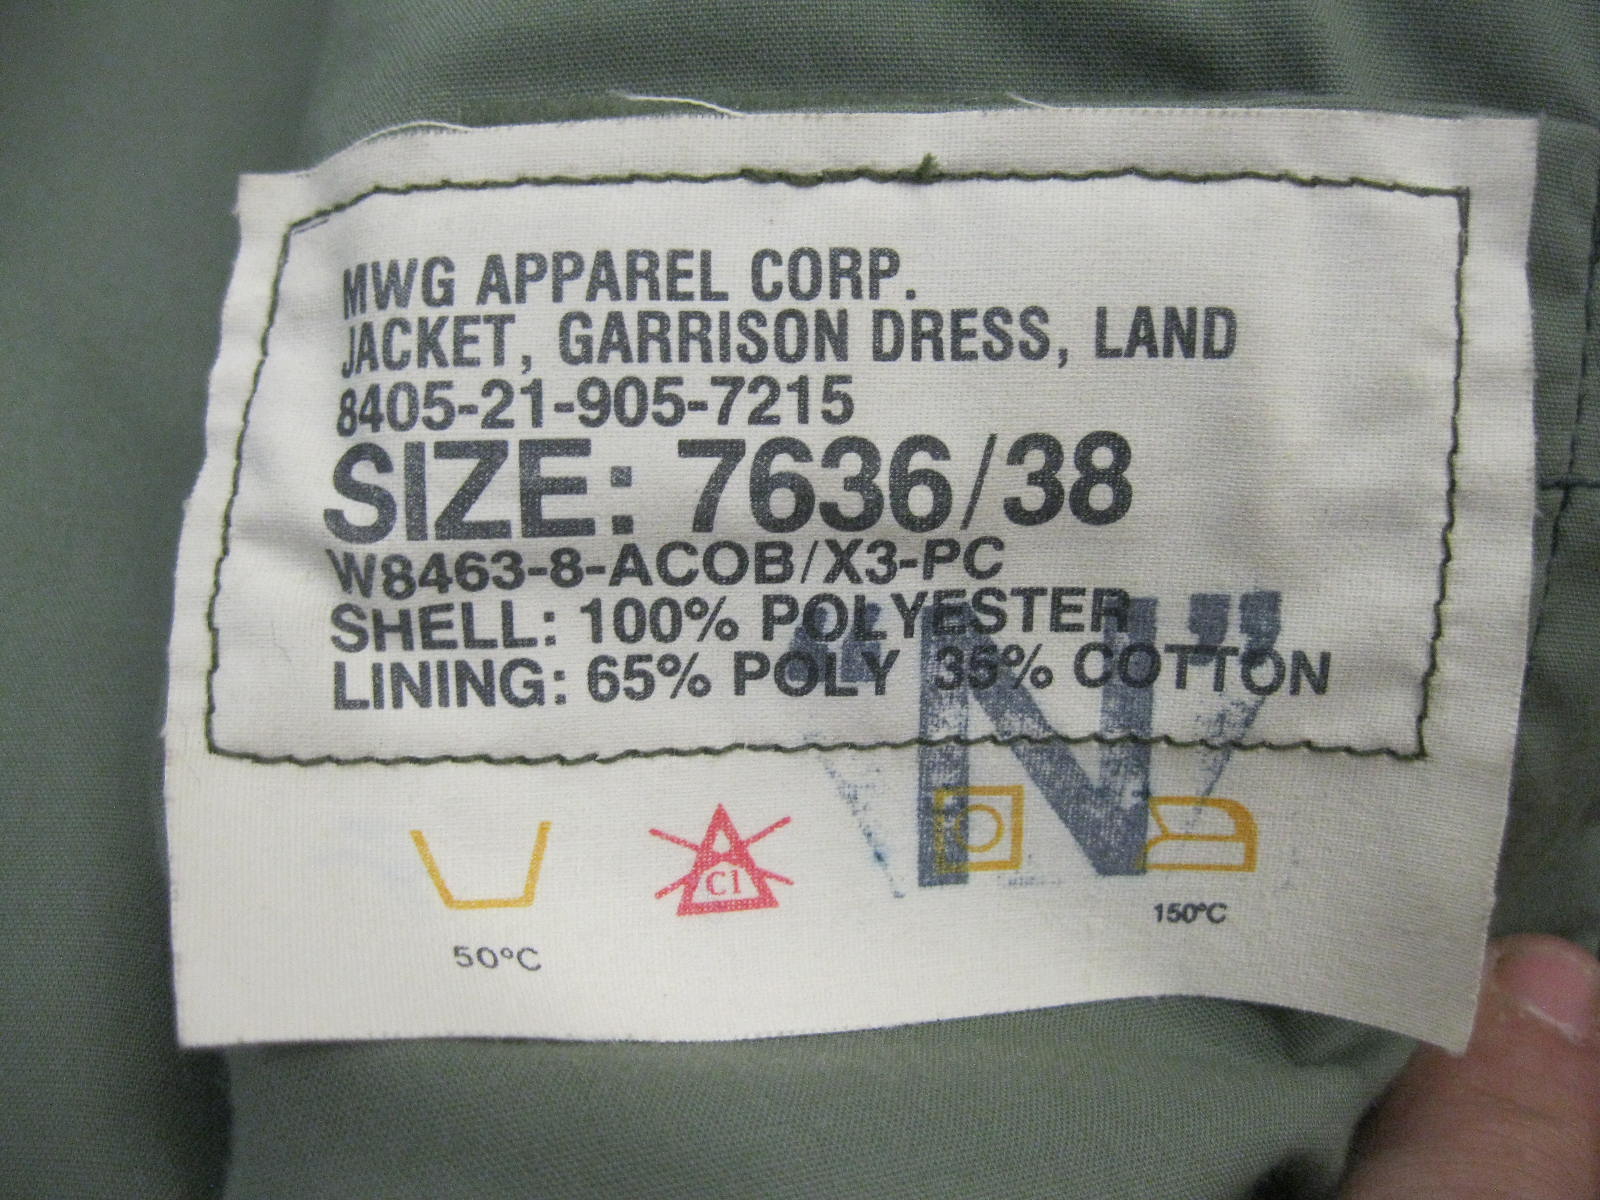 MWG APPAREL CORP.
JACKET, GARRISON DRESS, LAND
8405-21-905-7215
SIZE: 7636/38
W8463-8-ACOB/X3-PC
SHELL: 100% POLYESTER
LINING: 65% POLY 35% COTTON
"N"
Cl
50°C
150°C